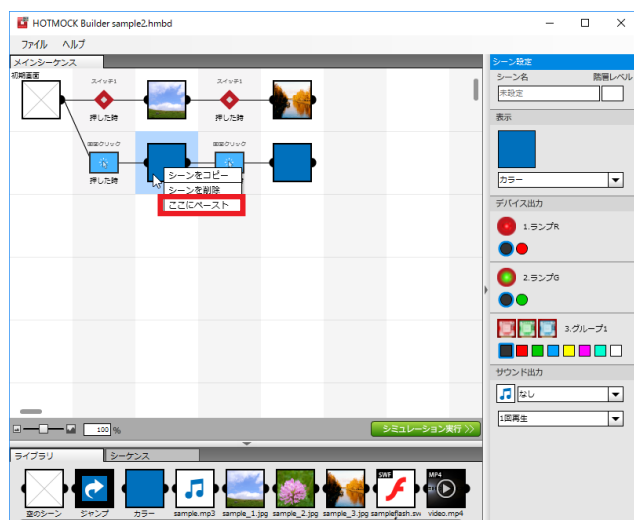 HOTMOCK Builder sample2.hmbd
ファイル ヘルプ
メインシーケンス
初期画面
スイッチ1
スイッチ1
押した時
押した時
画面クリック
画面クリック
押した時
押した時
シーンをコピー
シーンを削除
ここにペースト
100 %
シミュレーション実行
シーン設定
シーン名 階層レベル
未設定
表示
カラー
デバイス出力
1.ランプR
2.ランプG
3.グループ1
サウンド出力
なし
1回再生
ライブラリ シーケンス
SWF
MP4
空のシーン ジャンプ カラー sample.mp3 sample_1.jpg sample_2.jpg sample_3.jpg sampleflash.sw video.mp4